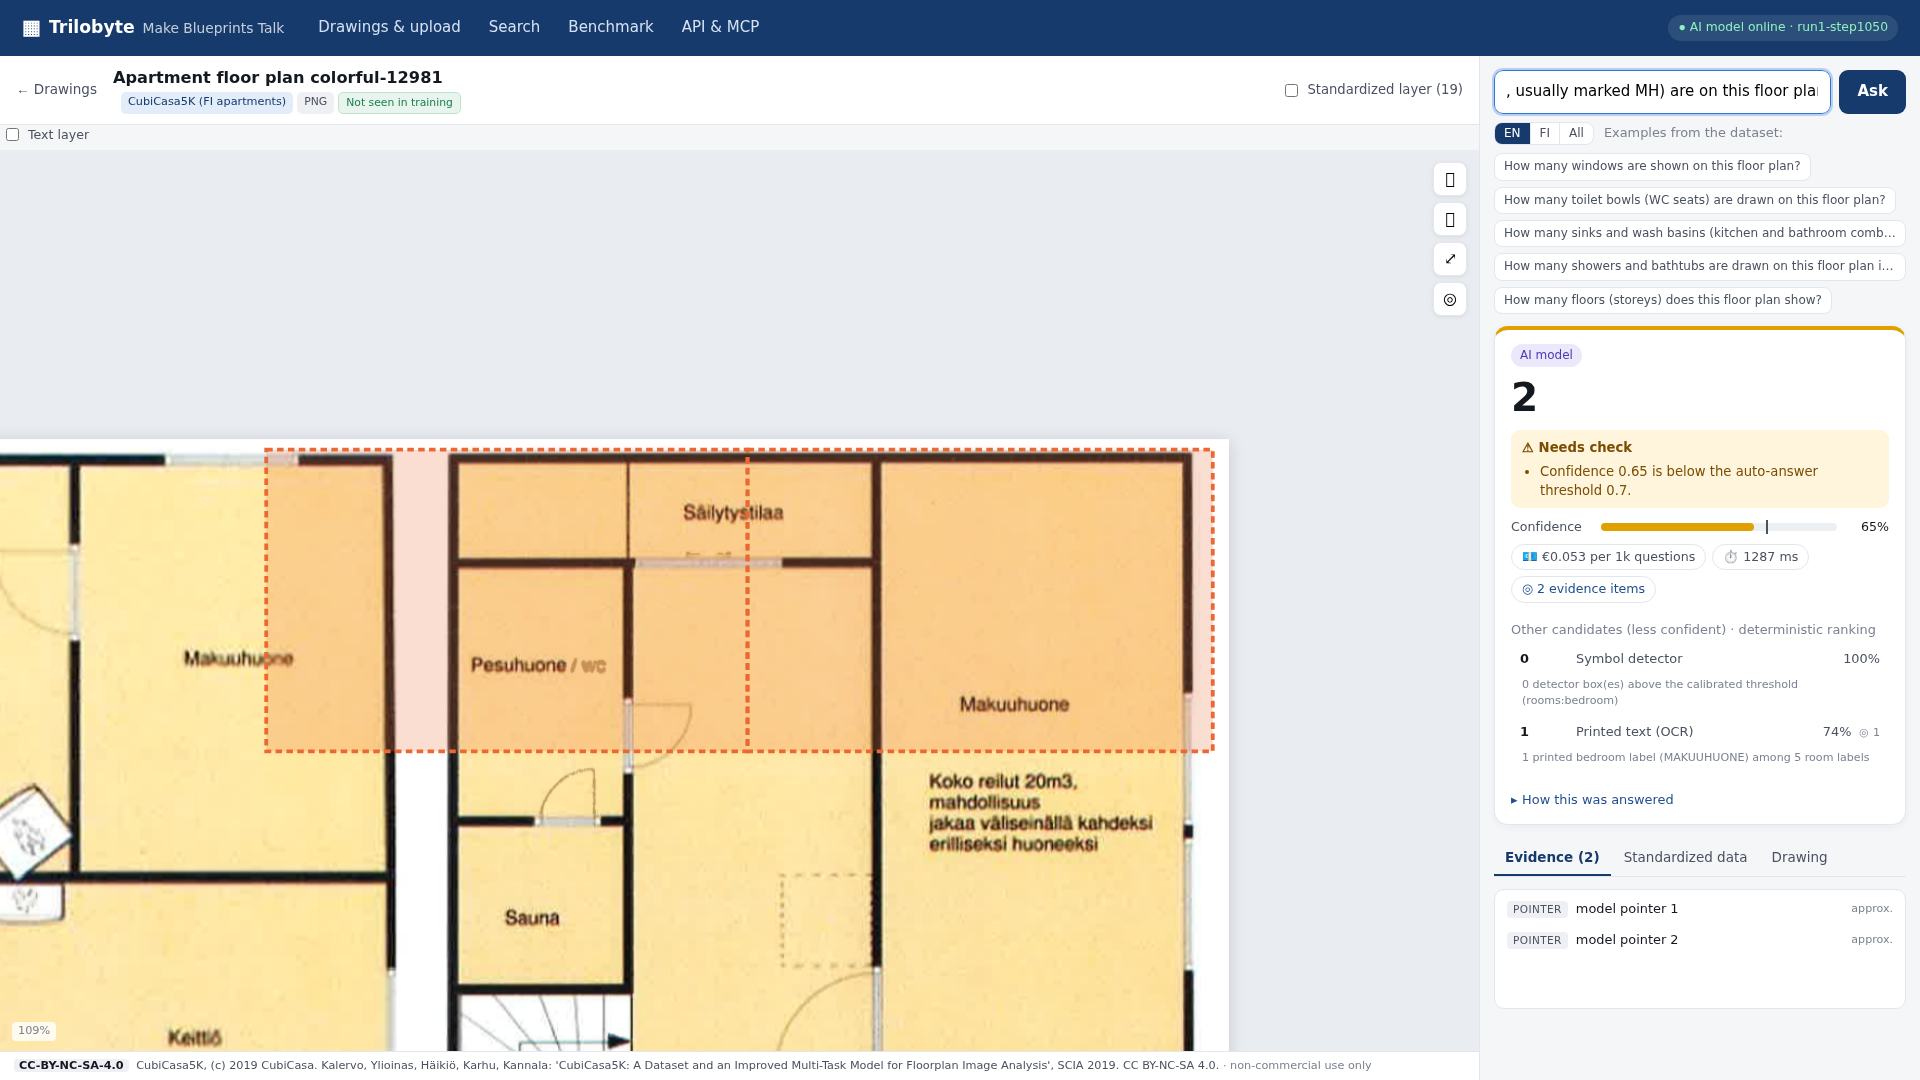 Trilobyte Make Blueprints Talk Drawings & upload Search Benchmark API & MCP ● AI model online · run1-step1050
← Drawings
Apartment floor plan colorful-12981
CubiCasa5K (FI apartments) PNG Not seen in training
Standardized layer (19)
Text layer
Säilytystilaa
Makuuhuone
Pesuhuone / wc
Makuuhuone
Koko reilut 20m3,
mahdollisuus
jakaa väliseinällä kahdeksi
erilliseksi huoneeksi
Sauna
Keittiö
109%
CC-BY-NC-SA-4.0 CubiCasa5K, (c) 2019 CubiCasa. Kalervo, Ylioinas, Häikiö, Karhu, Kannala: 'CubiCasa5K: A Dataset and an Improved Multi-Task Model for Floorplan Image Analysis', SCIA 2019. CC BY-NC-SA 4.0. · non-commercial use only
, usually marked MH) are on this floor plan Ask
EN FI All Examples from the dataset:
How many windows are shown on this floor plan?
How many toilet bowls (WC seats) are drawn on this floor plan?
How many sinks and wash basins (kitchen and bathroom comb...
How many showers and bathtubs are drawn on this floor plan i...
How many floors (storeys) does this floor plan show?
AI model
2
⚠ Needs check
• Confidence 0.65 is below the auto-answer
threshold 0.7.
Confidence 65%
€0.053 per 1k questions 1287 ms
◎ 2 evidence items
Other candidates (less confident) · deterministic ranking
0 Symbol detector 100%
0 detector box(es) above the calibrated threshold
(rooms:bedroom)
1 Printed text (OCR) 74% ◎ 1
1 printed bedroom label (MAKUUHUONE) among 5 room labels
▸ How this was answered
Evidence (2) Standardized data Drawing
POINTER model pointer 1 approx.
POINTER model pointer 2 approx.